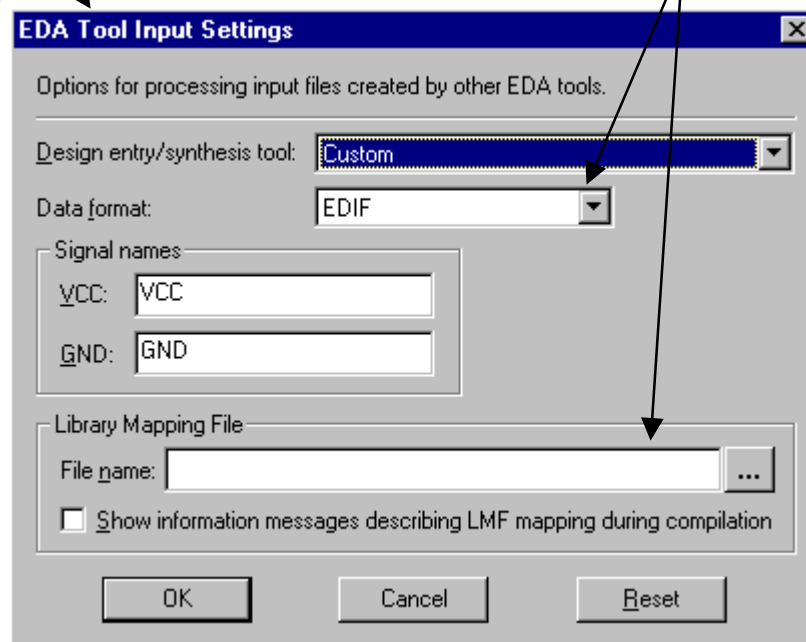 EDA Tool Input Settings
Options for processing input files created by other EDA tools.
Design entry/synthesis tool: Custom
Data format: EDIF
Signal names
VCC: VCC
GND: GND
Library Mapping File
File name: ...
Show information messages describing LMF mapping during compilation
OK Cancel Reset